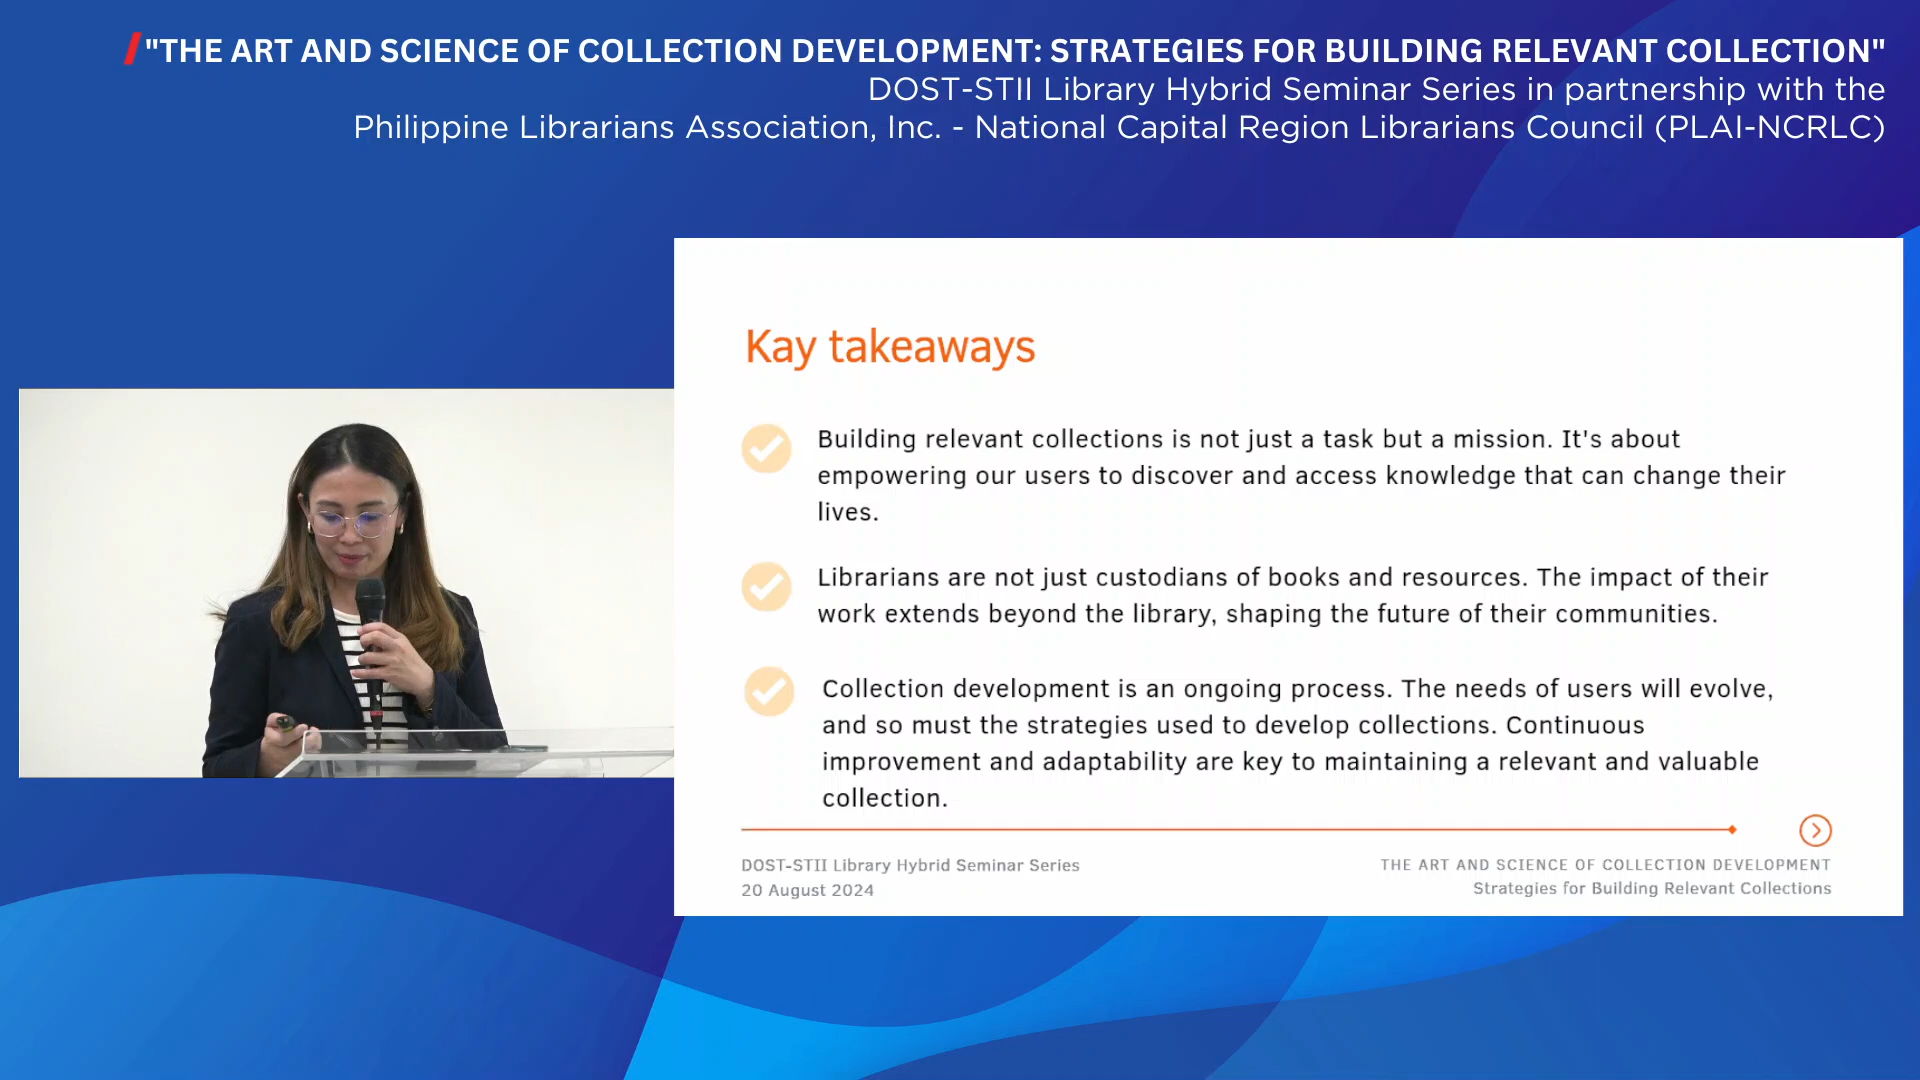 "THE ART AND SCIENCE OF COLLECTION DEVELOPMENT: STRATEGIES FOR BUILDING RELEVANT COLLECTION"
DOST-STII Library Hybrid Seminar Series in partnership with the
Philippine Librarians Association, Inc. - National Capital Region Librarians Council (PLAI-NCRLC)
Kay takeaways
Building relevant collections is not just a task but a mission. It's about
empowering our users to discover and access knowledge that can change their
lives.
Librarians are not just custodians of books and resources. The impact of their
work extends beyond the library, shaping the future of their communities.
Collection development is an ongoing process. The needs of users will evolve,
and so must the strategies used to develop collections. Continuous
improvement and adaptability are key to maintaining a relevant and valuable
collection.
DOST-STII Library Hybrid Seminar Series
20 August 2024
THE ART AND SCIENCE OF COLLECTION DEVELOPMENT
Strategies for Building Relevant Collections